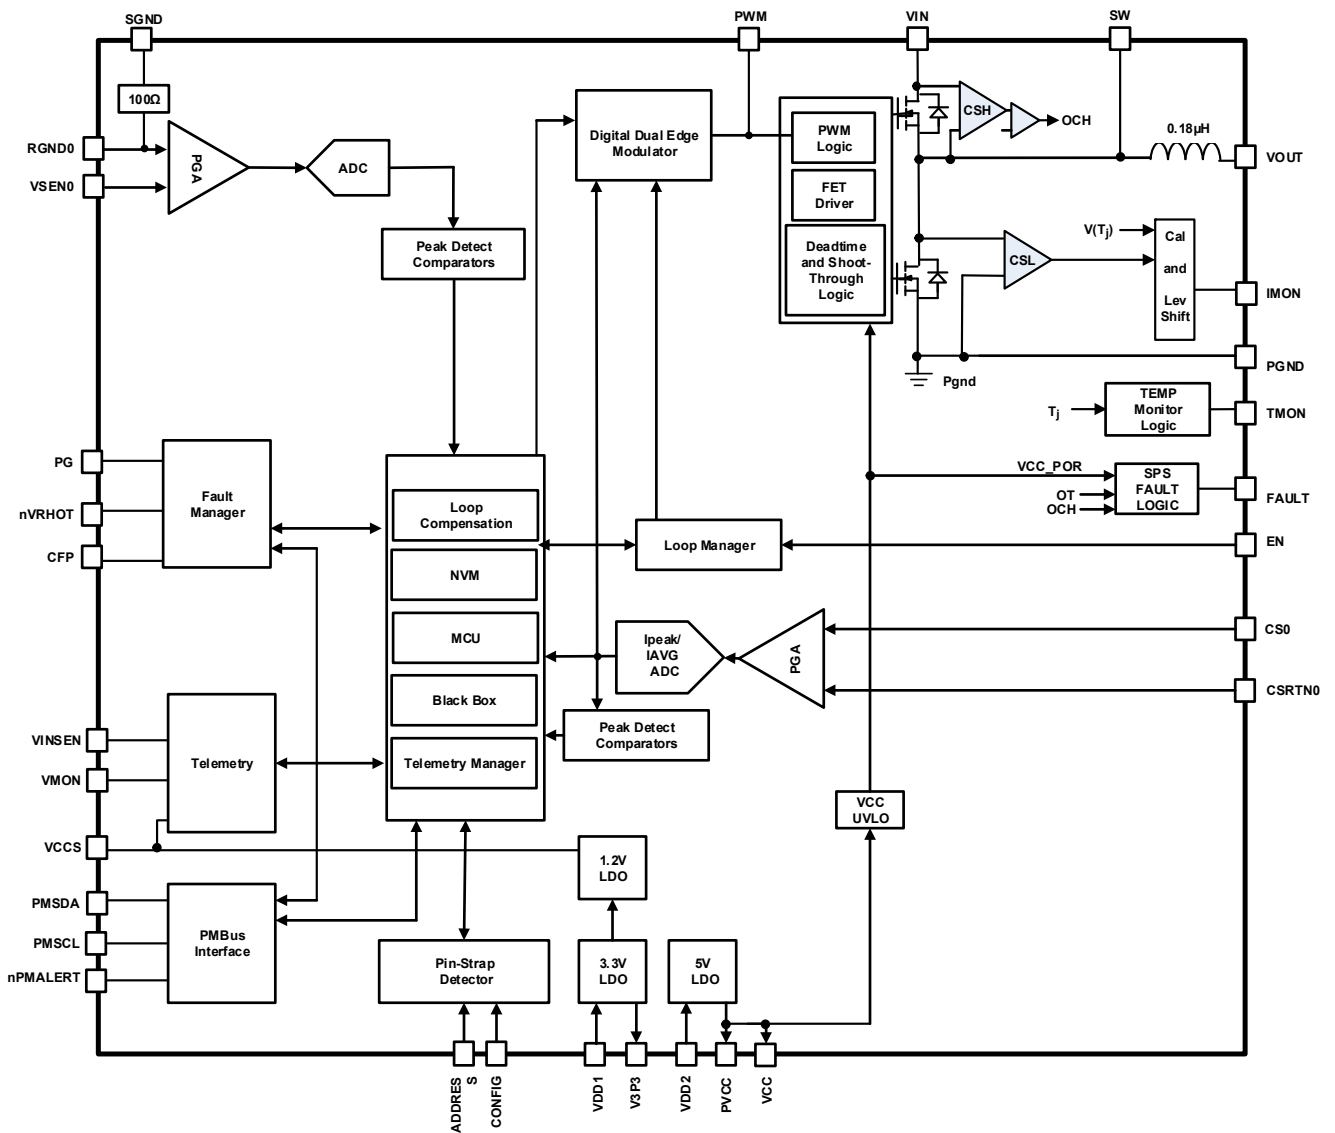 SGND
PWM
VIN
SW
100Ω
RGND0
VSEN0
PGA
ADC
Peak Detect
Comparators
Digital Dual Edge
Modulator
PWM
Logic
FET
Driver
Deadtime
and Shoot-
Through
Logic
CSH
OCH
0.18µH
VOUT
V(Tj)
CSL
Cal
and
Lev
Shift
IMON
PGND
Pgnd
Tj
TEMP
Monitor
Logic
TMON
VCC_POR
OT
OCH
SPS
FAULT
LOGIC
FAULT
EN
PG
nVRHOT
CFP
Fault
Manager
Loop
Compensation
NVM
MCU
Black Box
Telemetry Manager
Loop Manager
Ipeak/
IAVG
ADC
PGA
CS0
CSRTN0
Peak Detect
Comparators
VINSEN
VMON
VCCS
Telemetry
VCC
UVLO
1.2V
LDO
PMSDA
PMSCL
nPMALERT
PMBus
Interface
Pin-Strap
Detector
3.3V
LDO
5V
LDO
ADDRES
S
CONFIG
VDD1
V3P3
VDD2
PVCC
VCC